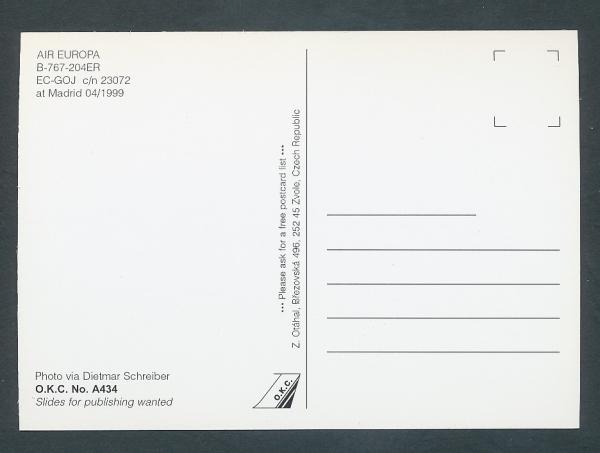 AIR EUROPA
B-767-204ER
EC-GOJ c/n 23072
at Madrid 04/1999
••• Please ask for a free postcard list •••
Z. Otáhal, Březovská 496, 252 45 Zvole, Czech Republic
Photo via Dietmar Schreiber
O.K.C. No. A434
Slides for publishing wanted
O.K.C.